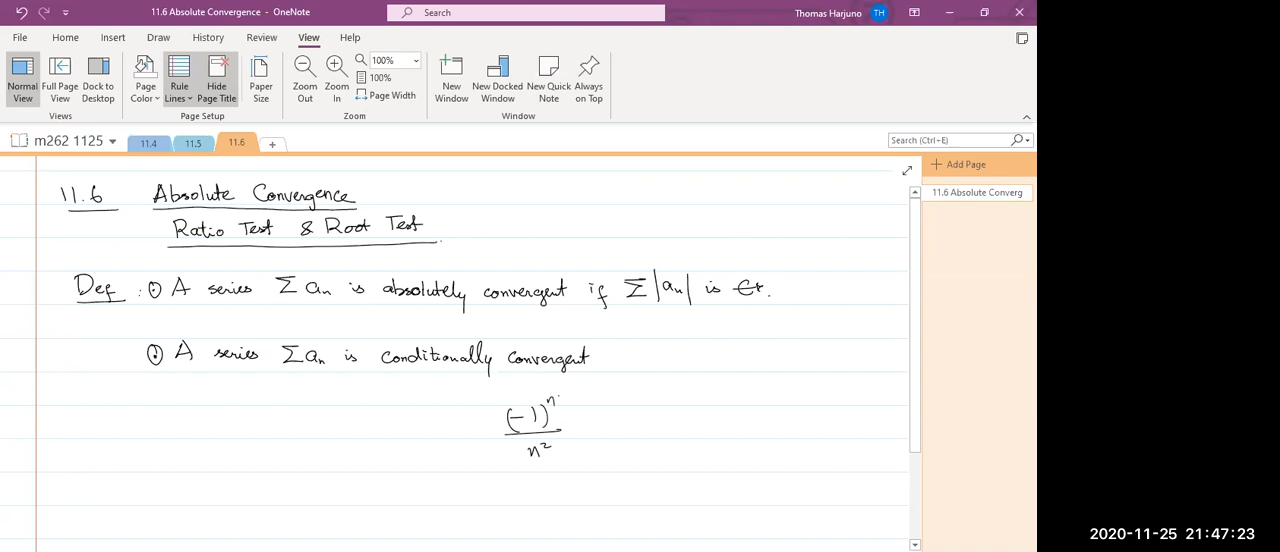 11.6 Absolute Convergence - OneNote
Search
Thomas Harjuno TH
File Home Insert Draw History Review View Help
Normal View
Full Page View
Dock to Desktop
Page Color
Rule Lines
Hide Page Title
Paper Size
Zoom Out
Zoom In
100%
100%
Page Width
New Window
New Docked Window
New Quick Note
Always on Top
Views Page Setup Zoom Window
m262 1125 11.4 11.5 11.6 +
Search (Ctrl+E)
+ Add Page
11.6 Absolute Converg
11.6 Absolute Convergence
Ratio Test & Root Test
Def : ① A series Σ an is absolutely convergent if Σ |an| is
① A series Σ an is conditionally convergent
(-1)^n
n²
2020-11-25 21:47:23